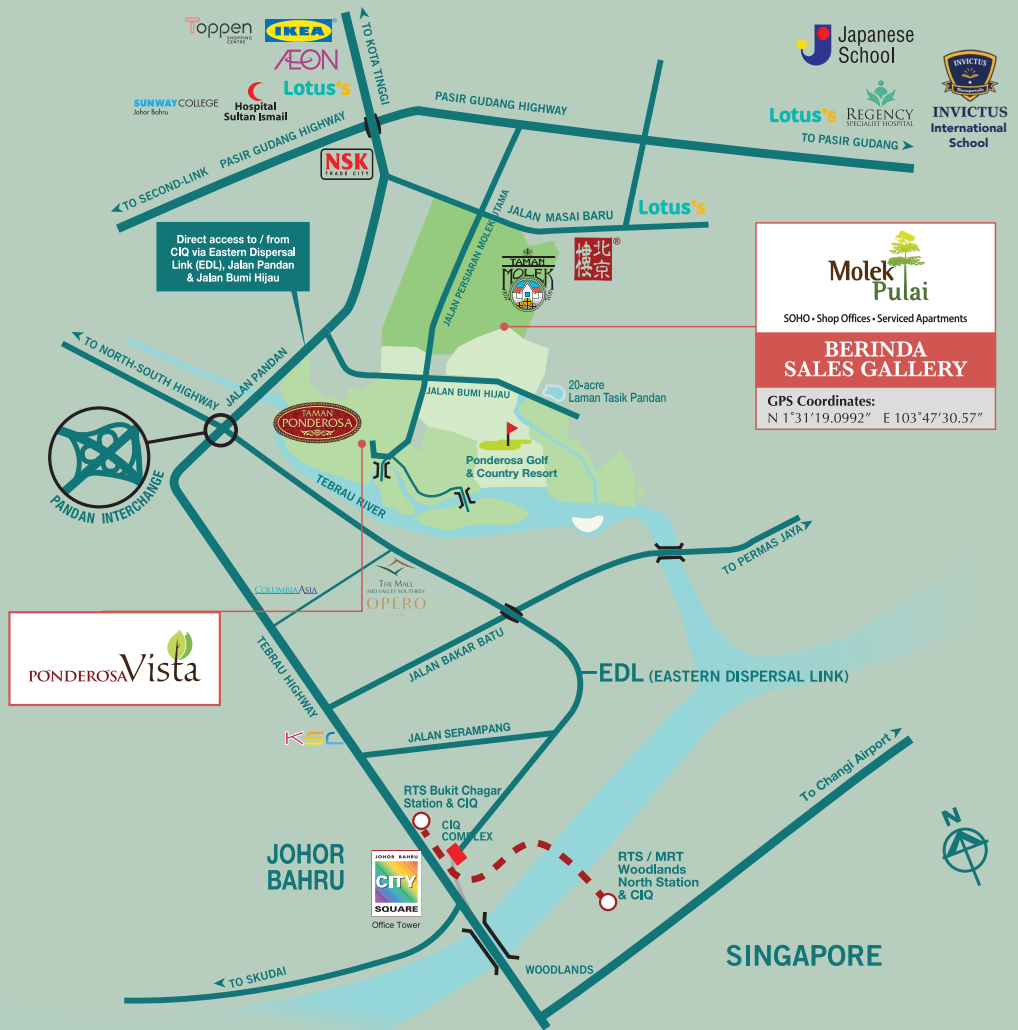 Toppen
SHOPPING
CENTRE
IKEA®
ÆON
Lotus's
SUNWAY COLLEGE
Johor Bahru
Hospital
Sultan Ismail
TO KOTA TINGGI
Japanese
School
INVICTUS
INVICTUS
International
School
Lotus's
REGENCY
SPECIALIST HOSPITAL
PASIR GUDANG HIGHWAY
TO PASIR GUDANG
TO SECOND-LINK
PASIR GUDANG HIGHWAY
NSK
TRADE CITY
JALAN MASAI BARU
Lotus's
JALAN PERSIARAN MOLEK UTAMA
Direct access to / from
CIQ via Eastern Dispersal
Link (EDL), Jalan Pandan
& Jalan Bumi Hijau
TAMAN
MOLEK
北京樓®
Molek
Pulai
SOHO • Shop Offices • Serviced Apartments
BERINDA
SALES GALLERY
GPS Coordinates:
N 1°31'19.0992" E 103°47'30.57"
TO NORTH-SOUTH HIGHWAY
JALAN PANDAN
JALAN BUMI HIJAU
20-acre
Laman Tasik Pandan
TAMAN
PONDEROSA
Ponderosa Golf
& Country Resort
PANDAN INTERCHANGE
TEBRAU RIVER
TO PERMAS JAYA
COLUMBIA ASIA
THE MALL
MID VALLEY SOUTHKEY
OPERO
PONDEROSA Vista
TEBRAU HIGHWAY
JALAN BAKAR BATU
EDL (EASTERN DISPERSAL LINK)
KSL
JALAN SERAMPANG
To Changi Airport
RTS Bukit Chagar
Station & CIQ
CIQ
COMPLEX
N
JOHOR
BAHRU
JOHOR BAHRU
CITY
SQUARE
Office Tower
RTS / MRT
Woodlands
North Station
& CIQ
SINGAPORE
WOODLANDS
TO SKUDAI